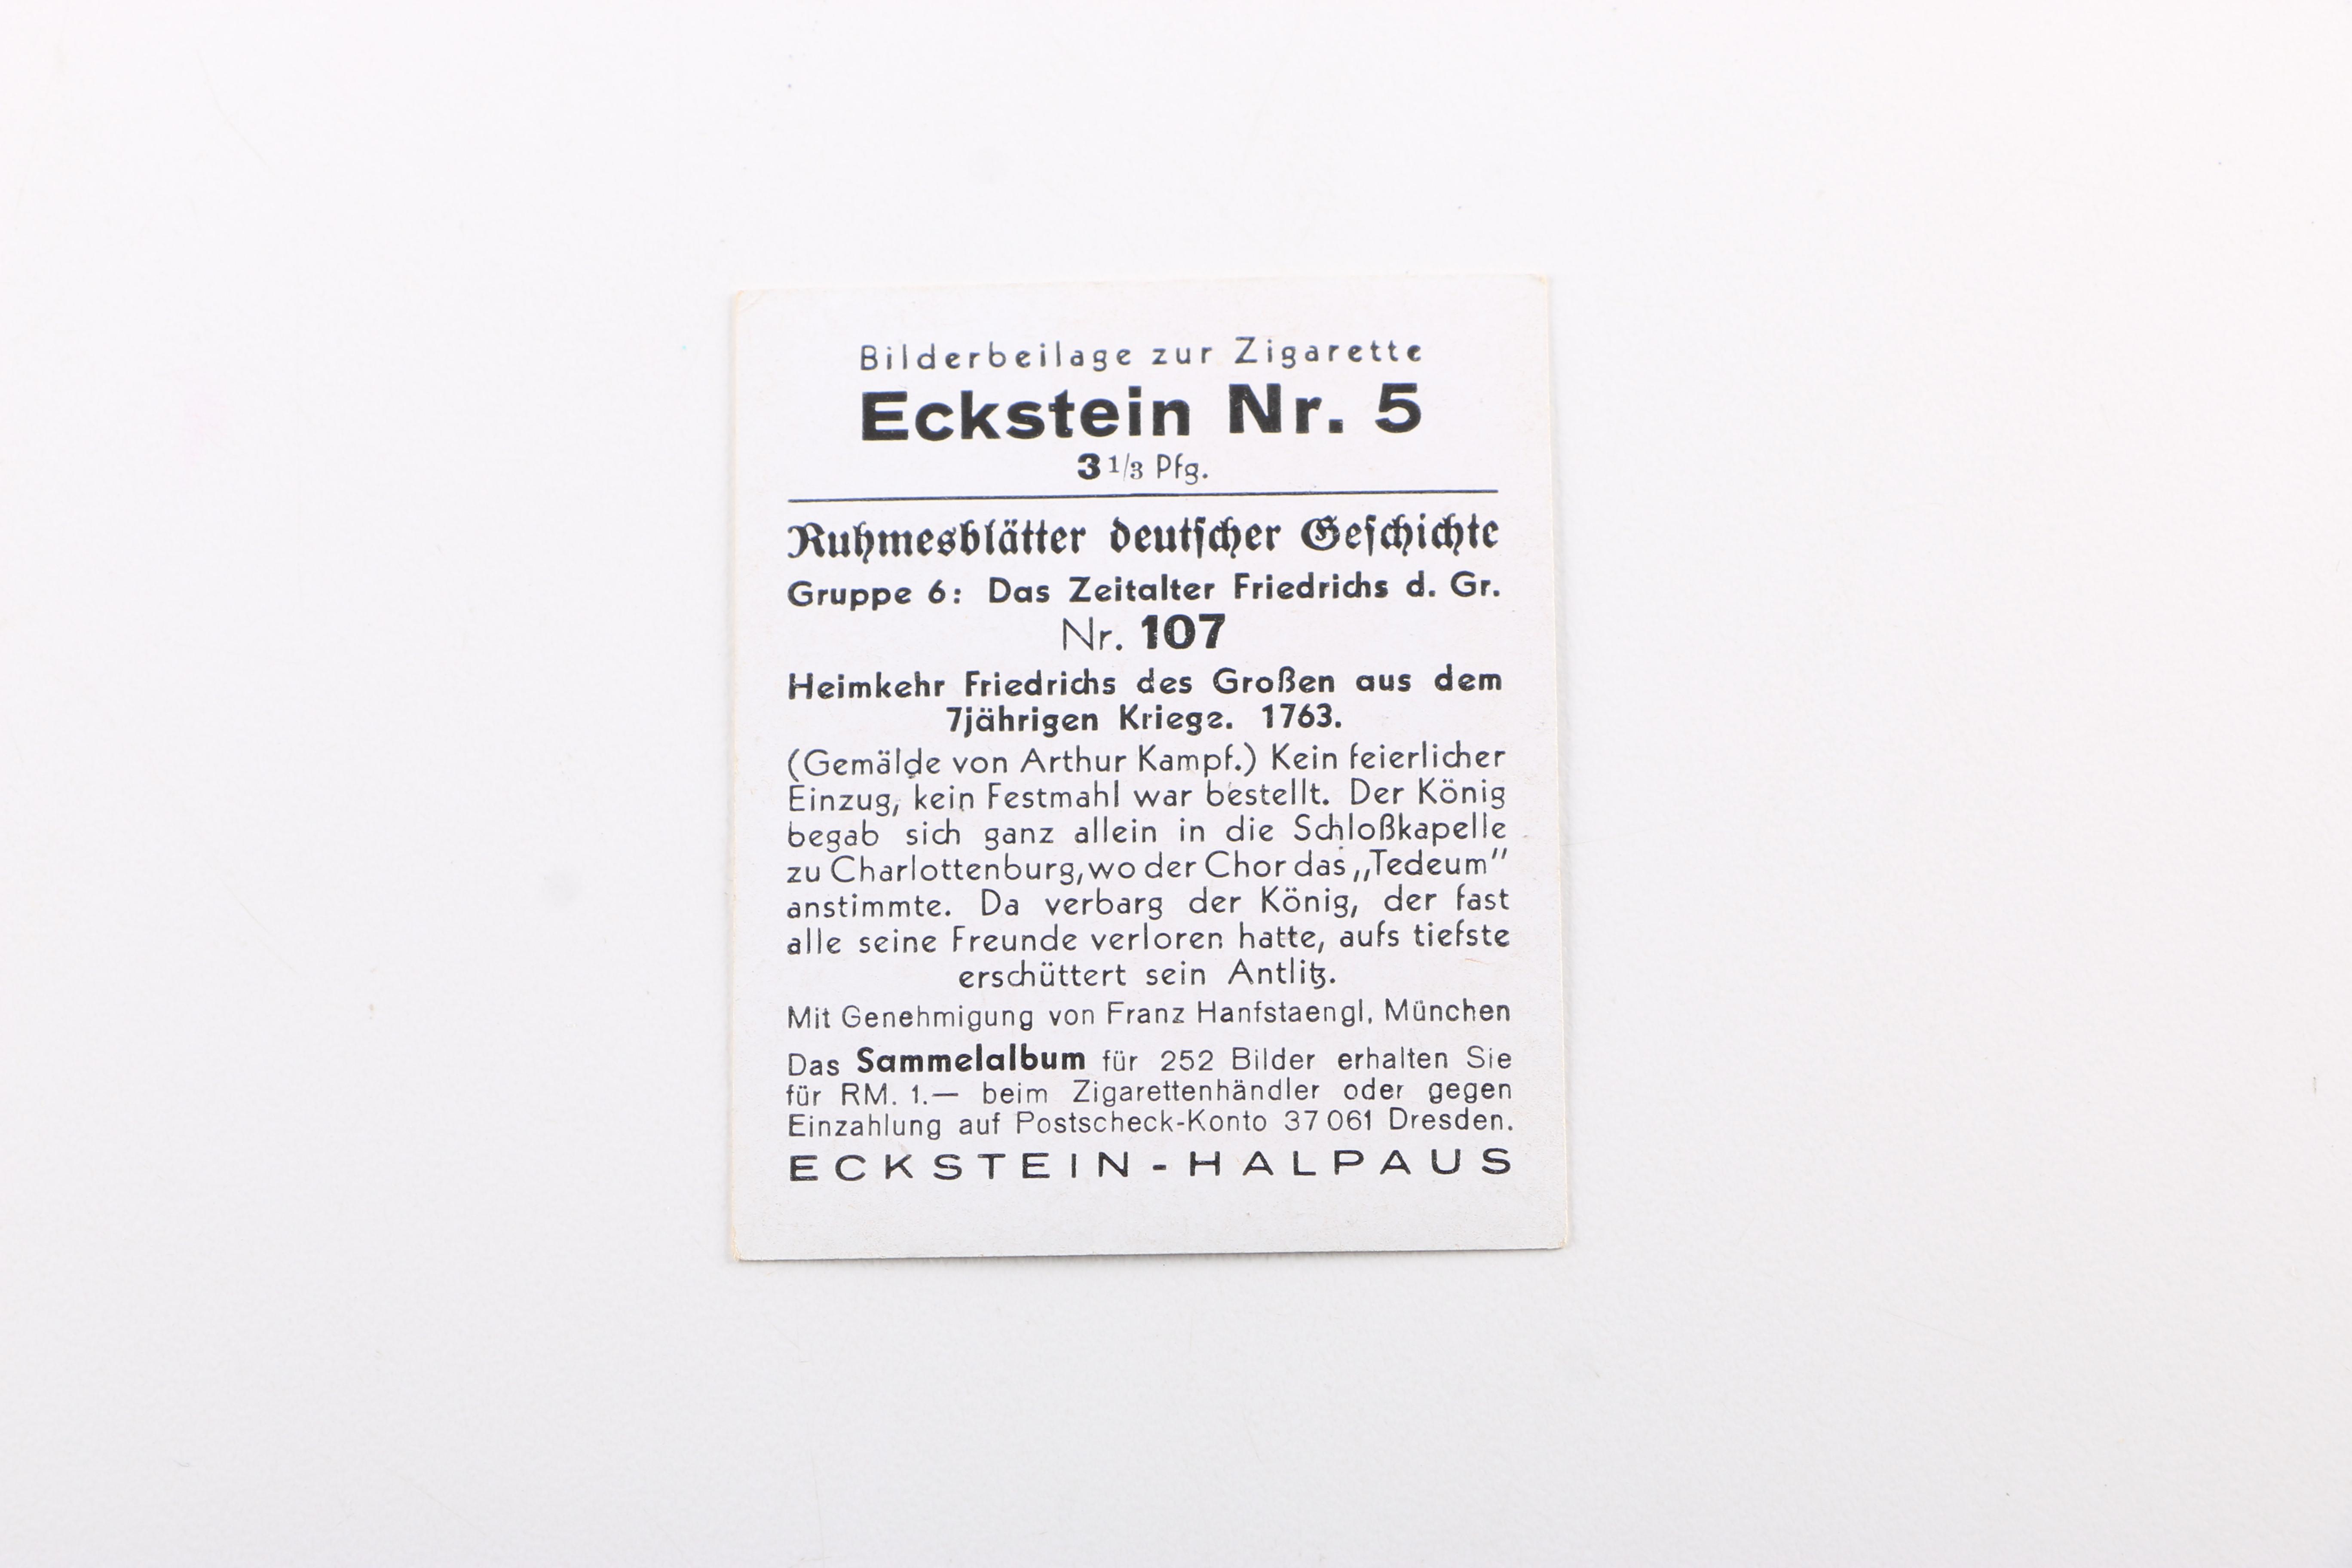 Bilderbeilage zur Zigarette
Eckstein Nr. 5
3 1/3 Pfg.
Ruhmesblätter deutscher Geschichte
Gruppe 6: Das Zeitalter Friedrichs d. Gr.
Nr. 107
Heimkehr Friedrichs des Großen aus dem
7jährigen Kriege. 1763.
(Gemälde von Arthur Kampf.) Kein feierlicher
Einzug, kein Festmahl war bestellt. Der König
begab sich ganz allein in die Schloßkapelle
zu Charlottenburg, wo der Chor das „Tedeum"
anstimmte. Da verbarg der König, der fast
alle seine Freunde verloren hatte, aufs tiefste
erschüttert sein Antlitz.
Mit Genehmigung von Franz Hanfstaengl, München
Das Sammelalbum für 252 Bilder erhalten Sie
für RM. 1.— beim Zigarettenhändler oder gegen
Einzahlung auf Postscheck-Konto 37 061 Dresden.
ECKSTEIN-HALPAUS